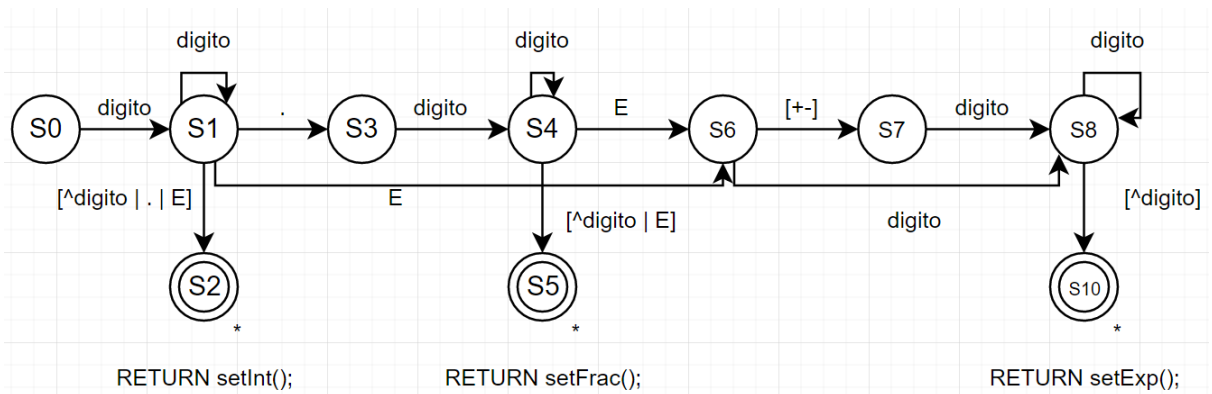 digito digito digito
S0 digito S1 . S3 digito S4 E S6 [+-] S7 digito S8
[^digito | . | E] E [^digito | E] digito [^digito]
S2 S5 S10
* * *
RETURN setInt(); RETURN setFrac(); RETURN setExp();